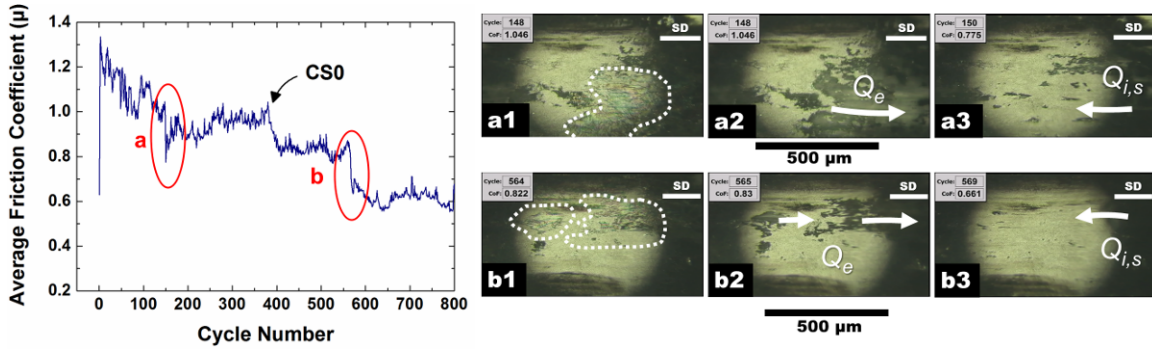 Average Friction Coefficient (μ)
1.4
1.2
1.0
0.8
0.6
0.4
0.2
0
100
200
300
400
500
600
700
800
Cycle Number
a
b
CS0
Cycle: 148
CoF: 1.046
SD
a1
Cycle: 148
CoF: 1.046
SD
Qe
a2
Cycle: 150
CoF: 0.775
SD
Qi,s
a3
500 μm
Cycle: 564
CoF: 0.822
SD
b1
Cycle: 565
CoF: 0.83
SD
Qe
b2
Cycle: 569
CoF: 0.661
SD
Qi,s
b3
500 μm